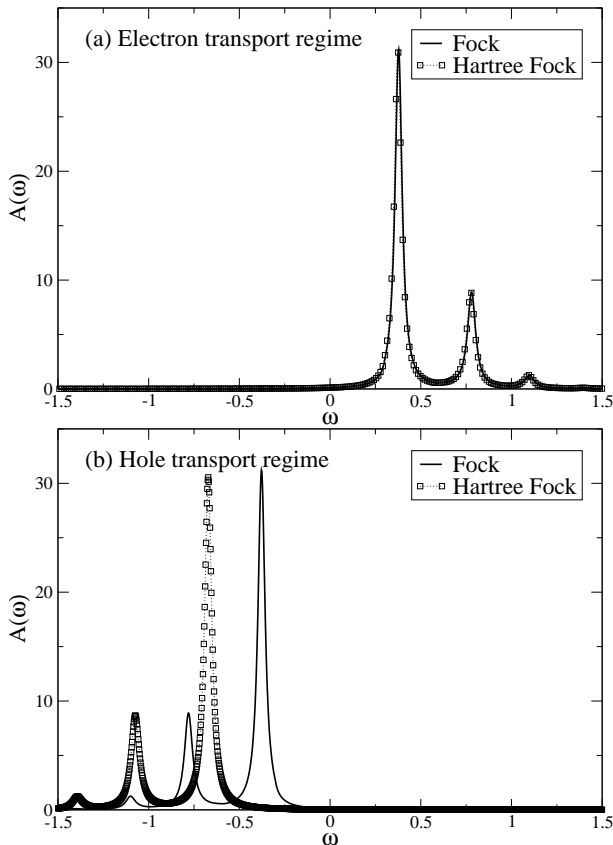 (a) Electron transport regime
Fock
Hartree Fock
30
20
10
0
A(ω)
-1.5 -1 -0.5 0 0.5 1 1.5
ω
(b) Hole transport regime
Fock
Hartree Fock
30
20
10
0
A(ω)
-1.5 -1 -0.5 0 0.5 1 1.5
ω